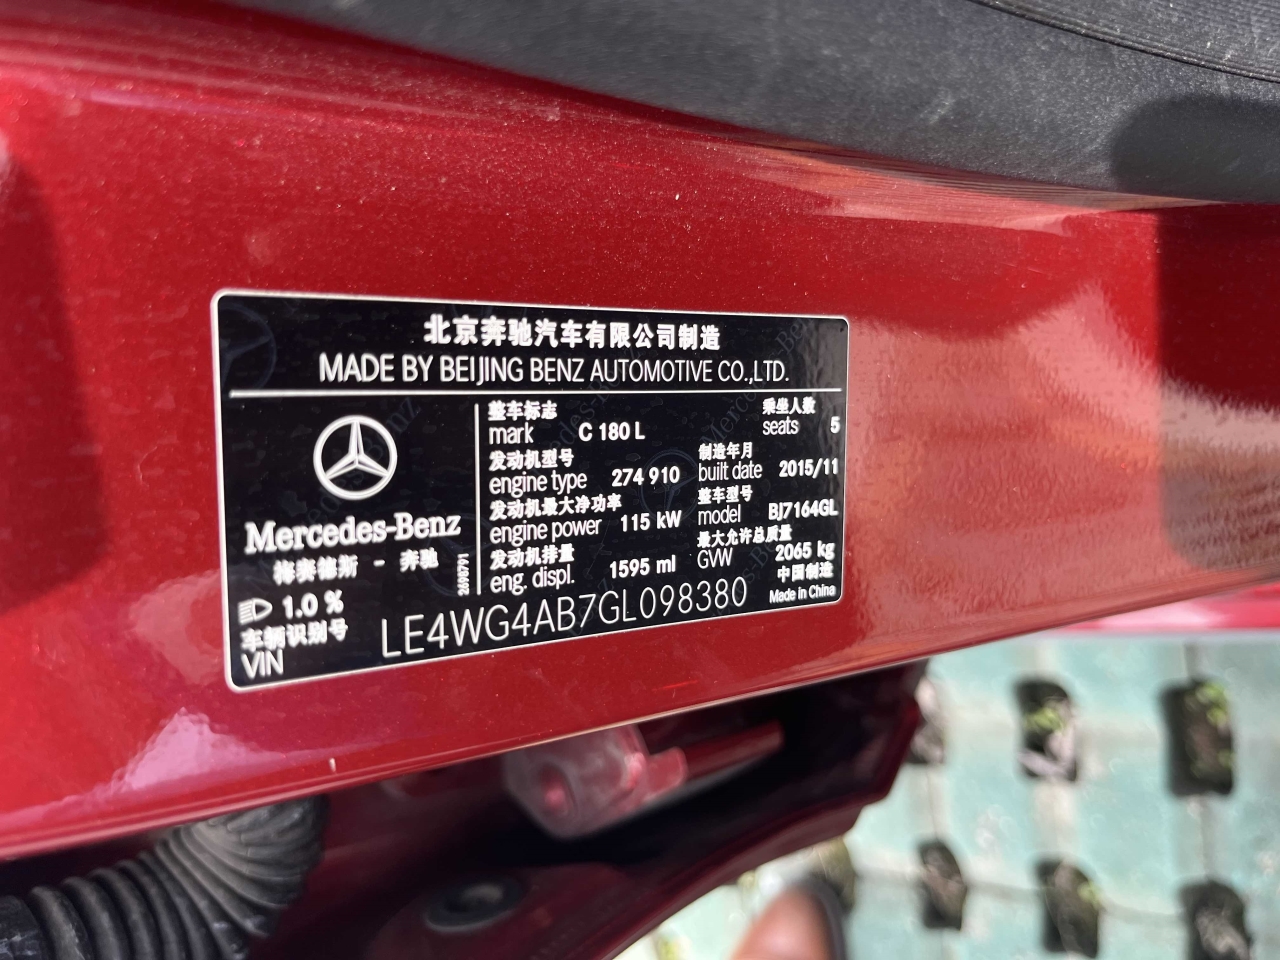 北京奔驰汽车有限公司制造
MADE BY BEIJING BENZ AUTOMOTIVE CO.,LTD.
Mercedes-Benz
梅赛德斯 - 奔驰
2698791
1.0 %
整车标志
mark C 180 L
乘坐人数
seats 5
发动机型号
engine type 274 910
制造年月
built date 2015/11
发动机最大净功率
engine power 115 kW
整车型号
model BJ7164GL
发动机排量
eng. displ. 1595 ml
最大允许总质量
GVW 2065 kg
中国制造
Made in China
车辆识别号
VIN LE4WG4AB7GL098380